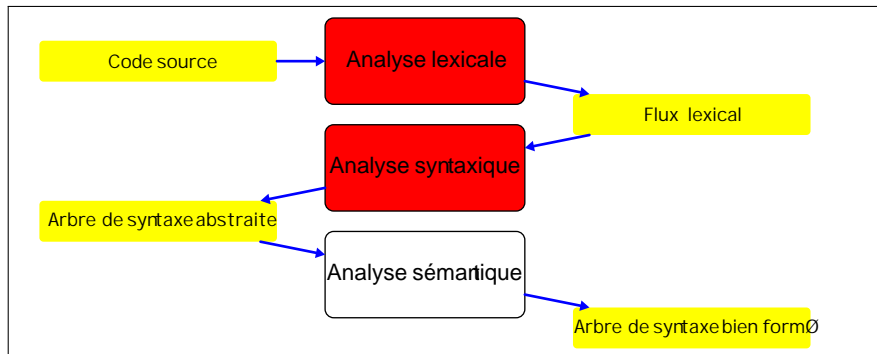 Code source
Analyse lexicale
Flux lexical
Analyse syntaxique
Arbre de syntaxe abstraite
Analyse sémantique
Arbre de syntaxe bien formØ